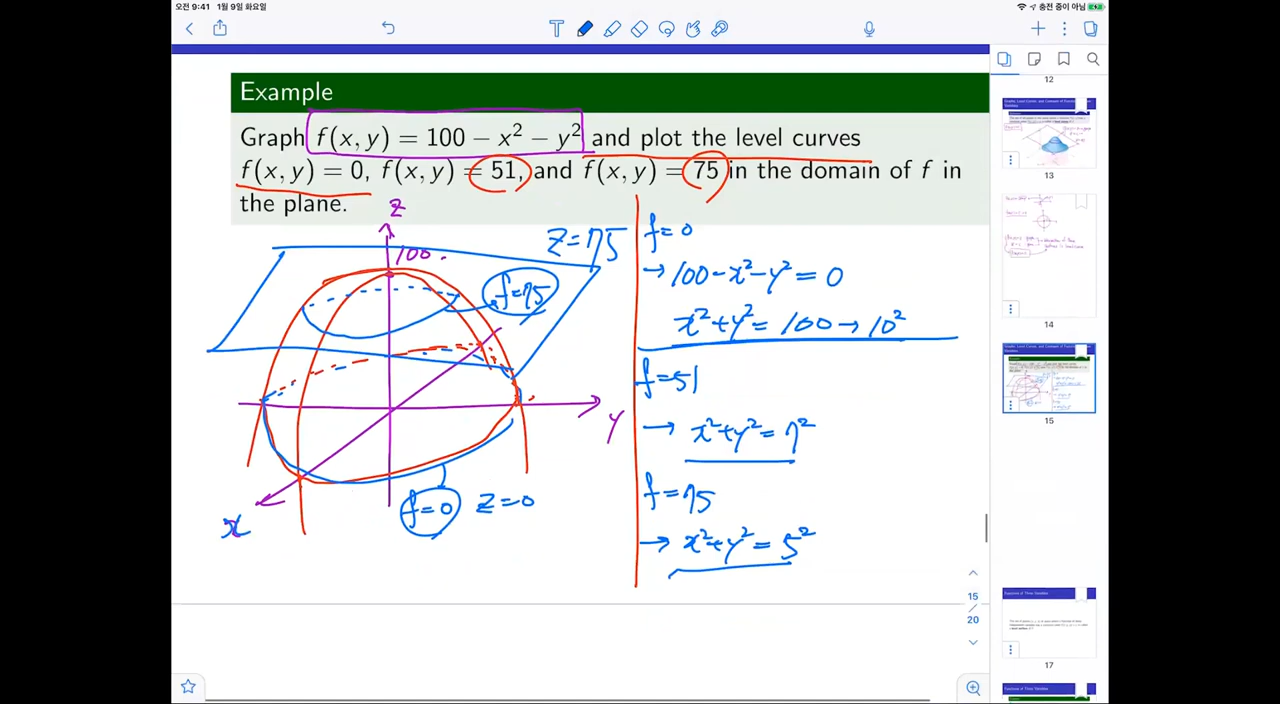 오전 9:41 1월 9일 화요일
충전 중이 아님
Example
Graph f(x, y) = 100 − x² − y² and plot the level curves
f(x, y) = 0, f(x, y) = 51, and f(x, y) = 75 in the domain of f in
the plane.
z
100.
z=75
f=75
y
x
f=0 z=0
f=0
→ 100-x²-y² = 0
x²+y² = 100 → 10²
f=51
→ x²+y² = 7²
f=75
→ x²+y² = 5²
15
/
20
12
13
14
15
17